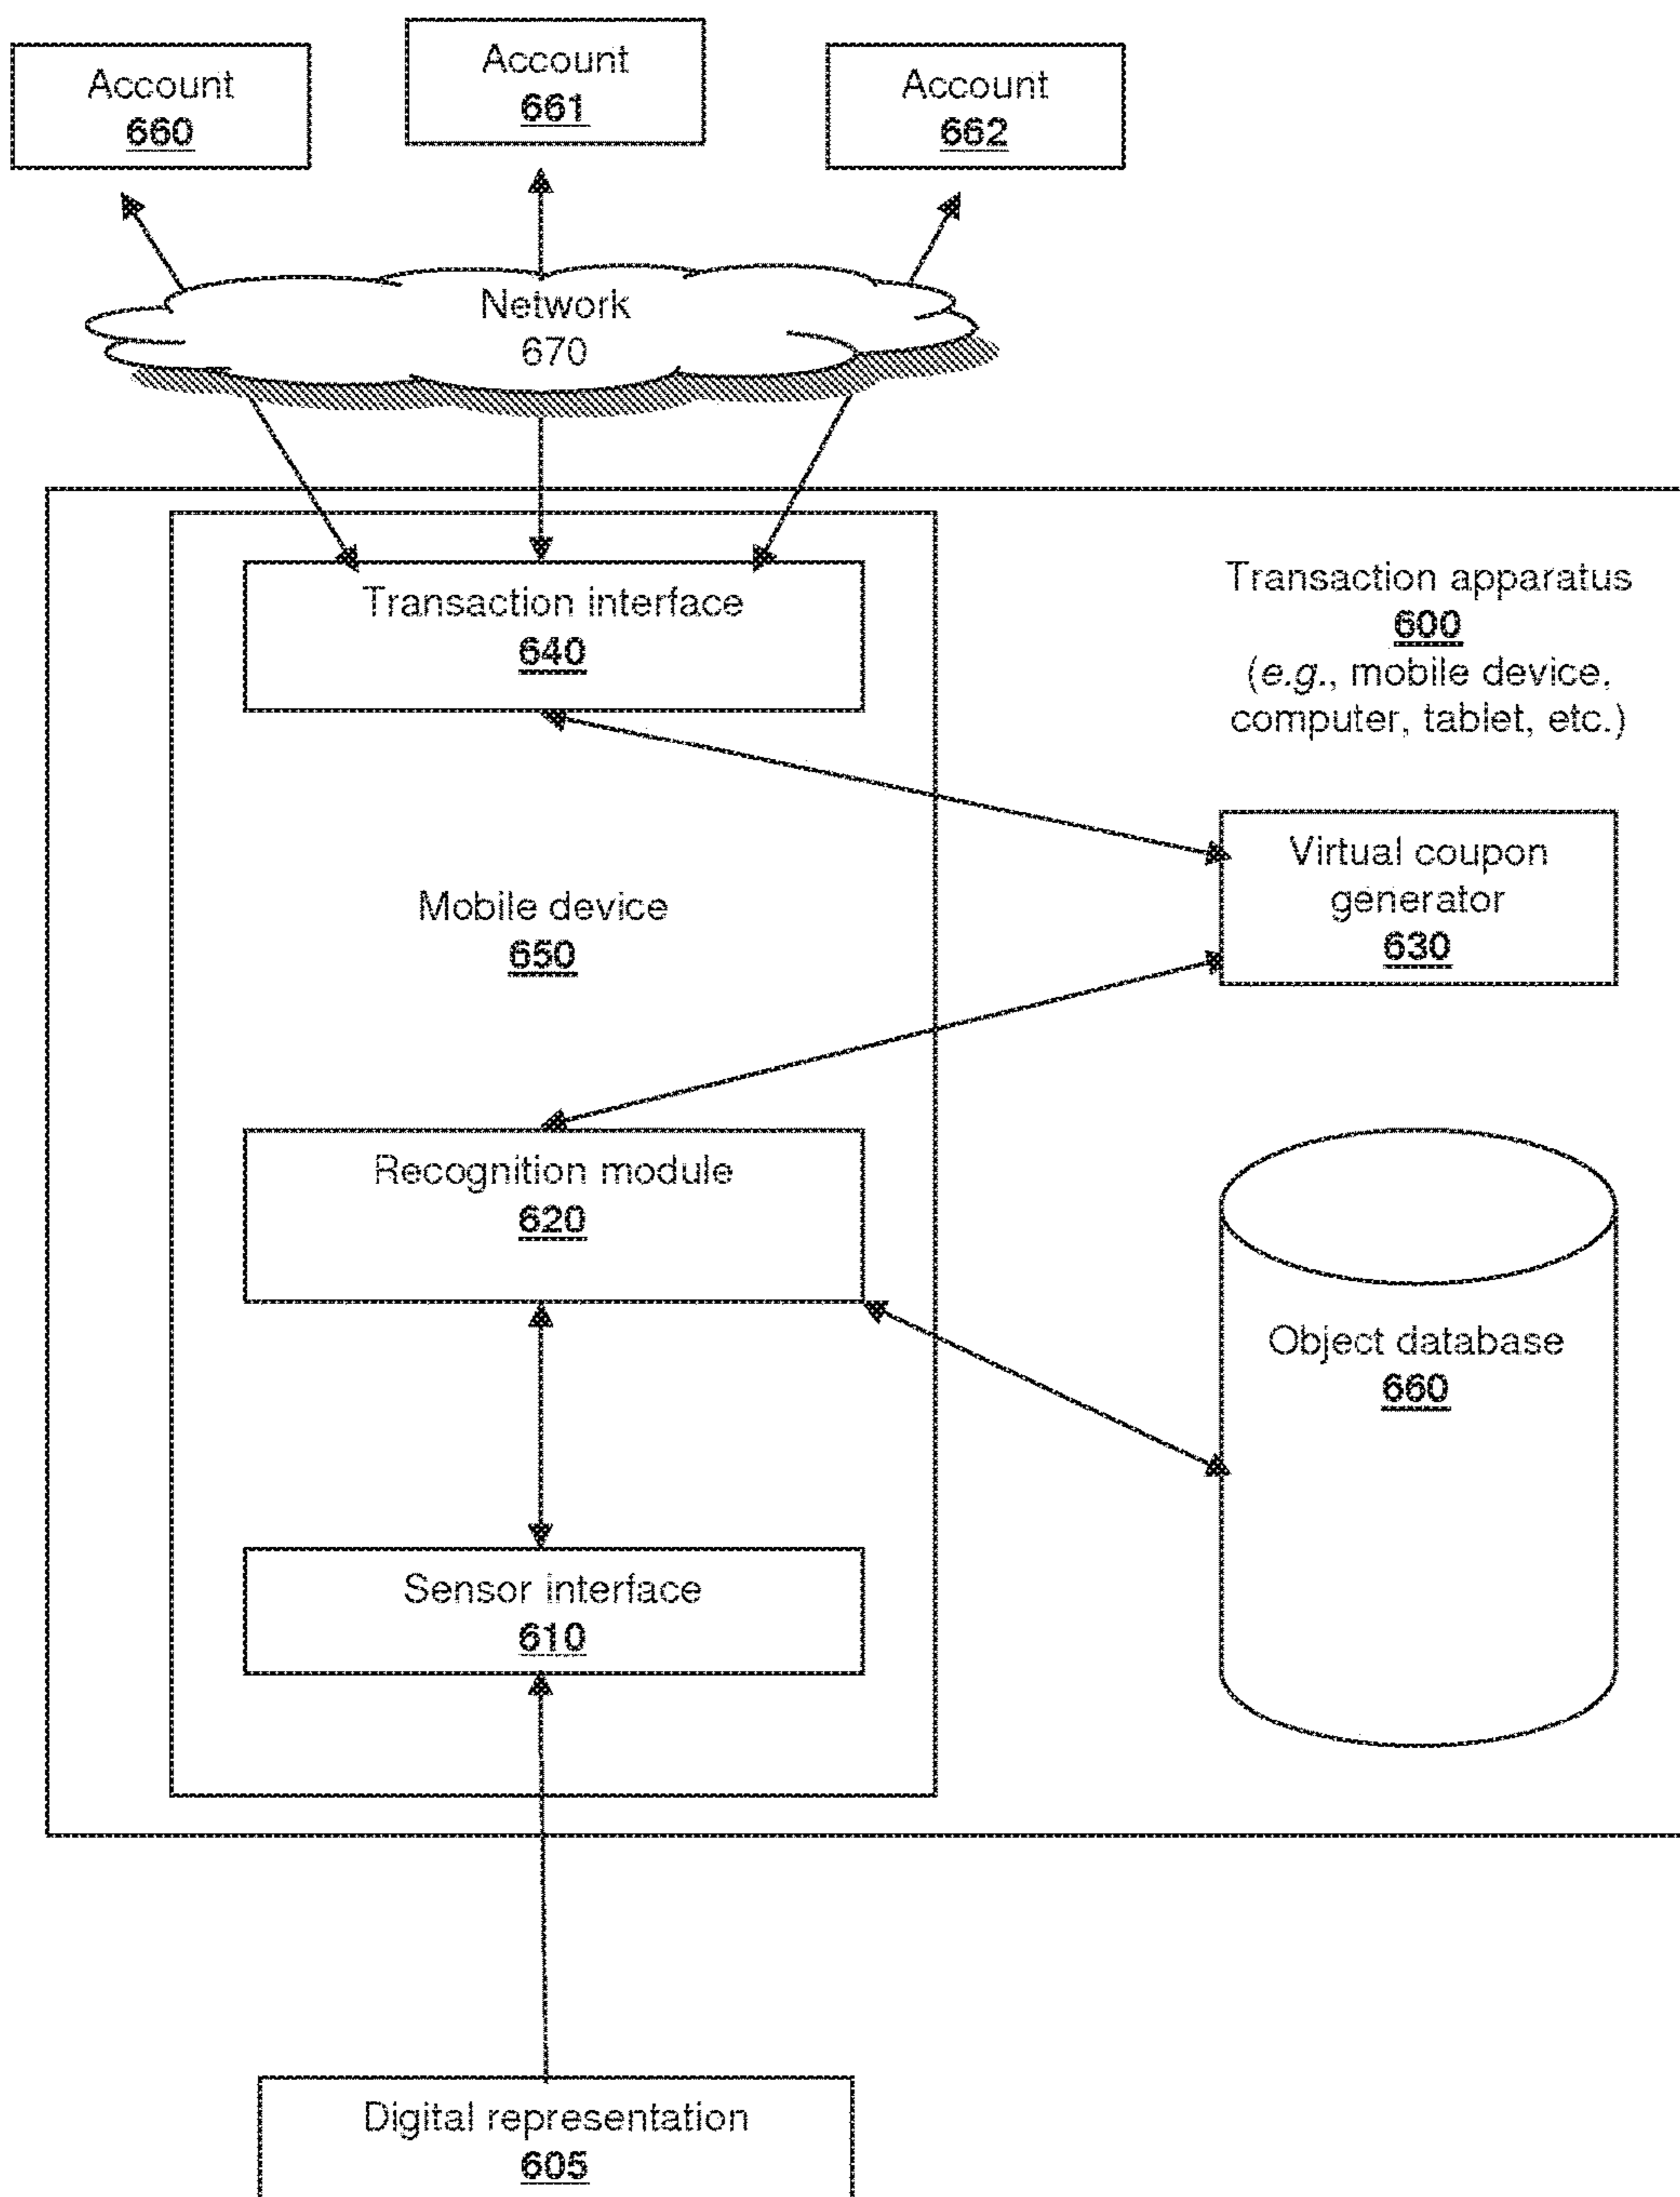 Account
660
Account
661
Account
662
Network
670
Transaction interface
640
Transaction apparatus
600
(e.g., mobile device,
computer, tablet, etc.)
Mobile device
650
Virtual coupon
generator
630
Recognition module
620
Object database
660
Sensor interface
610
Digital representation
605